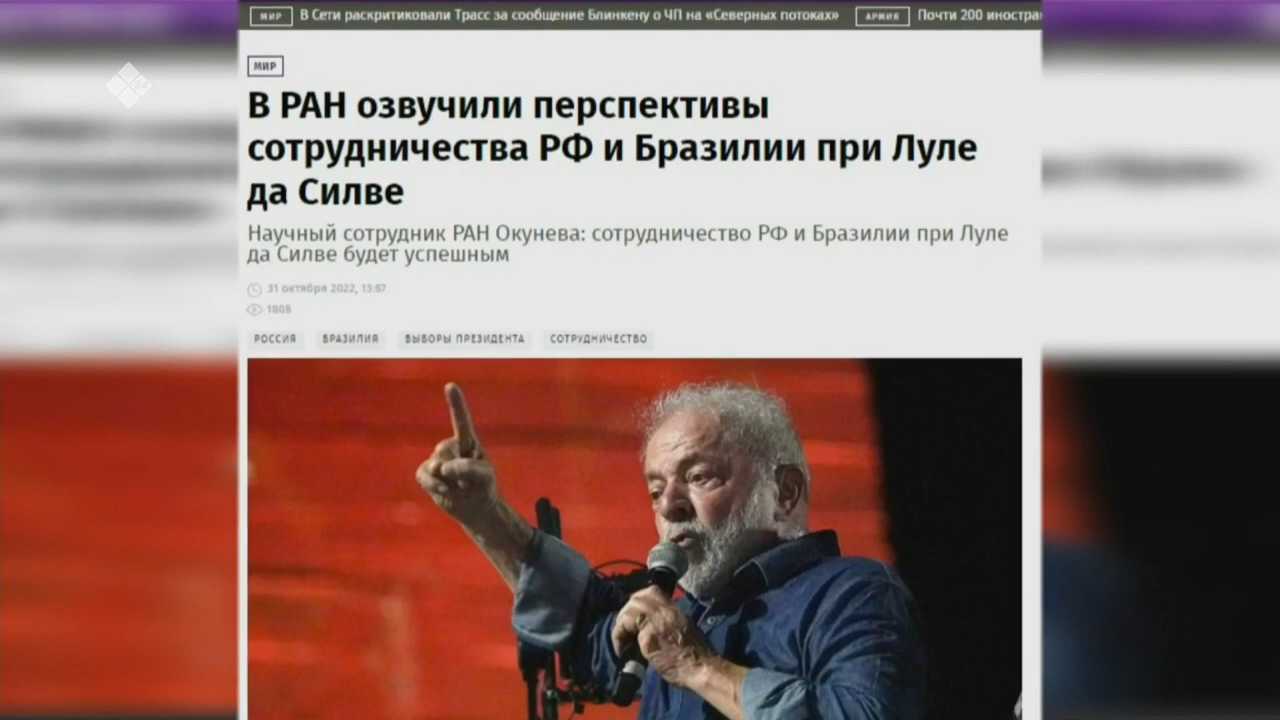 МИР В Сети раскритиковали Трасс за сообщение Блинкену о ЧП на «Северных потоках» АРМИЯ Почти 200 иностра
МИР
В РАН озвучили перспективы
сотрудничества РФ и Бразилии при Луле
да Силве
Научный сотрудник РАН Окунева: сотрудничество РФ и Бразилии при Луле
да Силве будет успешным
31 октября 2022, 13:57
1005
РОССИЯ БРАЗИЛИЯ ВЫБОРЫ ПРЕЗИДЕНТА СОТРУДНИЧЕСТВО